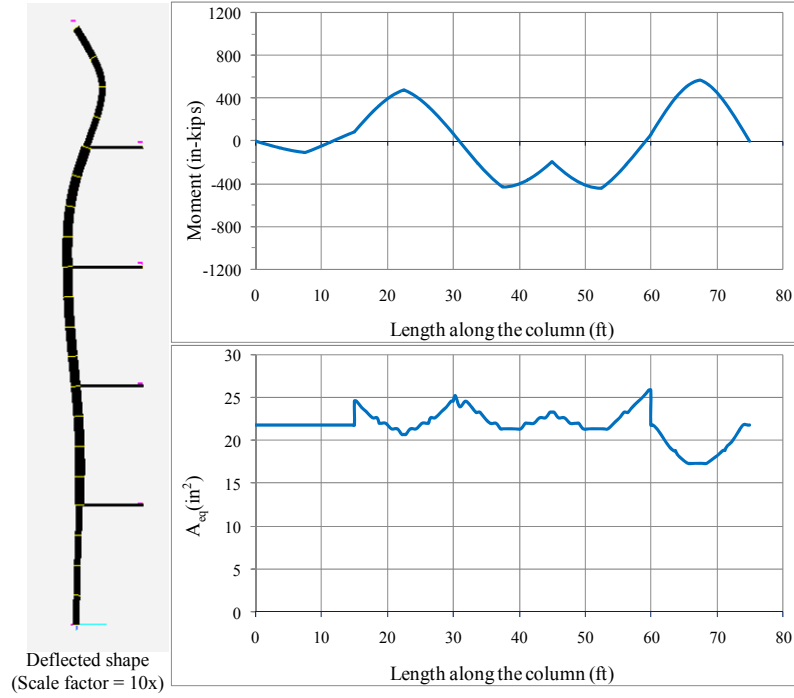 1200
800
400
0
-400
-800
-1200
Moment (in-kips)
0 10 20 30 40 50 60 70 80
Length along the column (ft)
30
25
20
15
10
5
0
A_eq(in²)
0 10 20 30 40 50 60 70 80
Length along the column (ft)
Deflected shape
(Scale factor = 10x)